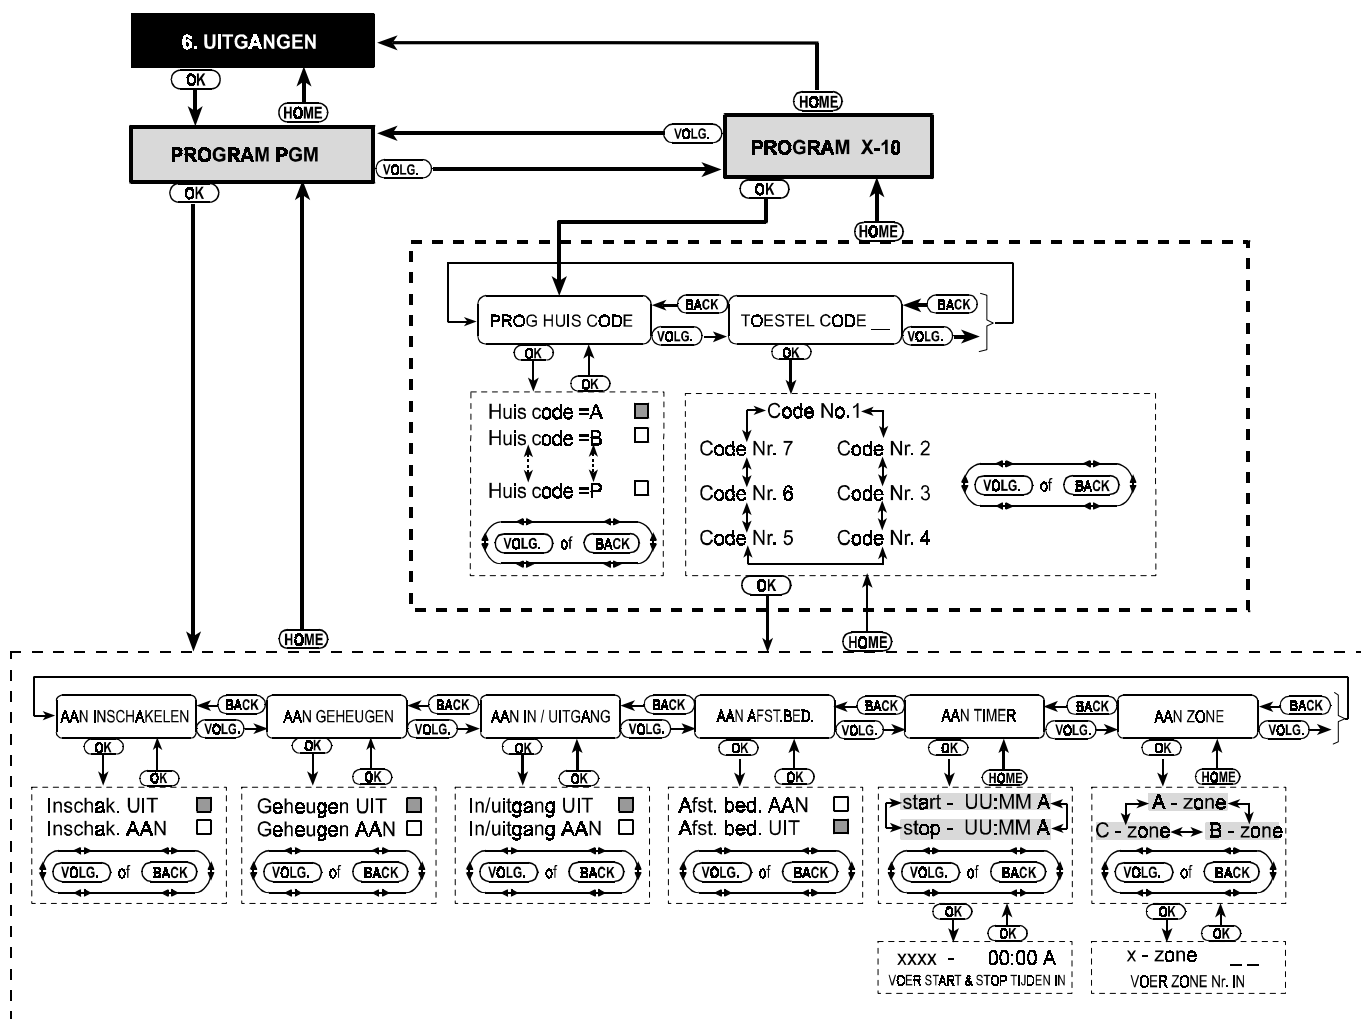 6. UITGANGEN
OK
HOME
HOME
PROGRAM PGM
VOLG.
VOLG.
PROGRAM X-10
OK
OK
HOME
PROG HUIS CODE
BACK
VOLG.
TOESTEL CODE __
BACK
VOLG.
OK
OK
OK
Huis code =A
Huis code =B
Huis code =P
VOLG. of BACK
Code No.1
Code Nr. 7
Code Nr. 2
Code Nr. 6
Code Nr. 3
Code Nr. 5
Code Nr. 4
VOLG. of BACK
OK
HOME
HOME
AAN INSCHAKELEN
BACK
VOLG.
AAN GEHEUGEN
BACK
VOLG.
AAN IN / UITGANG
BACK
VOLG.
AAN AFST.BED.
BACK
VOLG.
AAN TIMER
BACK
VOLG.
AAN ZONE
BACK
VOLG.
OK
OK
OK
OK
OK
OK
OK
OK
OK
HOME
OK
HOME
Inschak. UIT
Inschak. AAN
VOLG. of BACK
Geheugen UIT
Geheugen AAN
VOLG. of BACK
In/uitgang UIT
In/uitgang AAN
VOLG. of BACK
Afst. bed. AAN
Afst. bed. UIT
VOLG. of BACK
start - UU:MM A
stop - UU:MM A
VOLG. of BACK
A - zone
C - zone
B - zone
VOLG. of BACK
OK
OK
OK
OK
xxxx - 00:00 A
VOER START & STOP TIJDEN IN
x - zone _ _
VOER ZONE Nr. IN